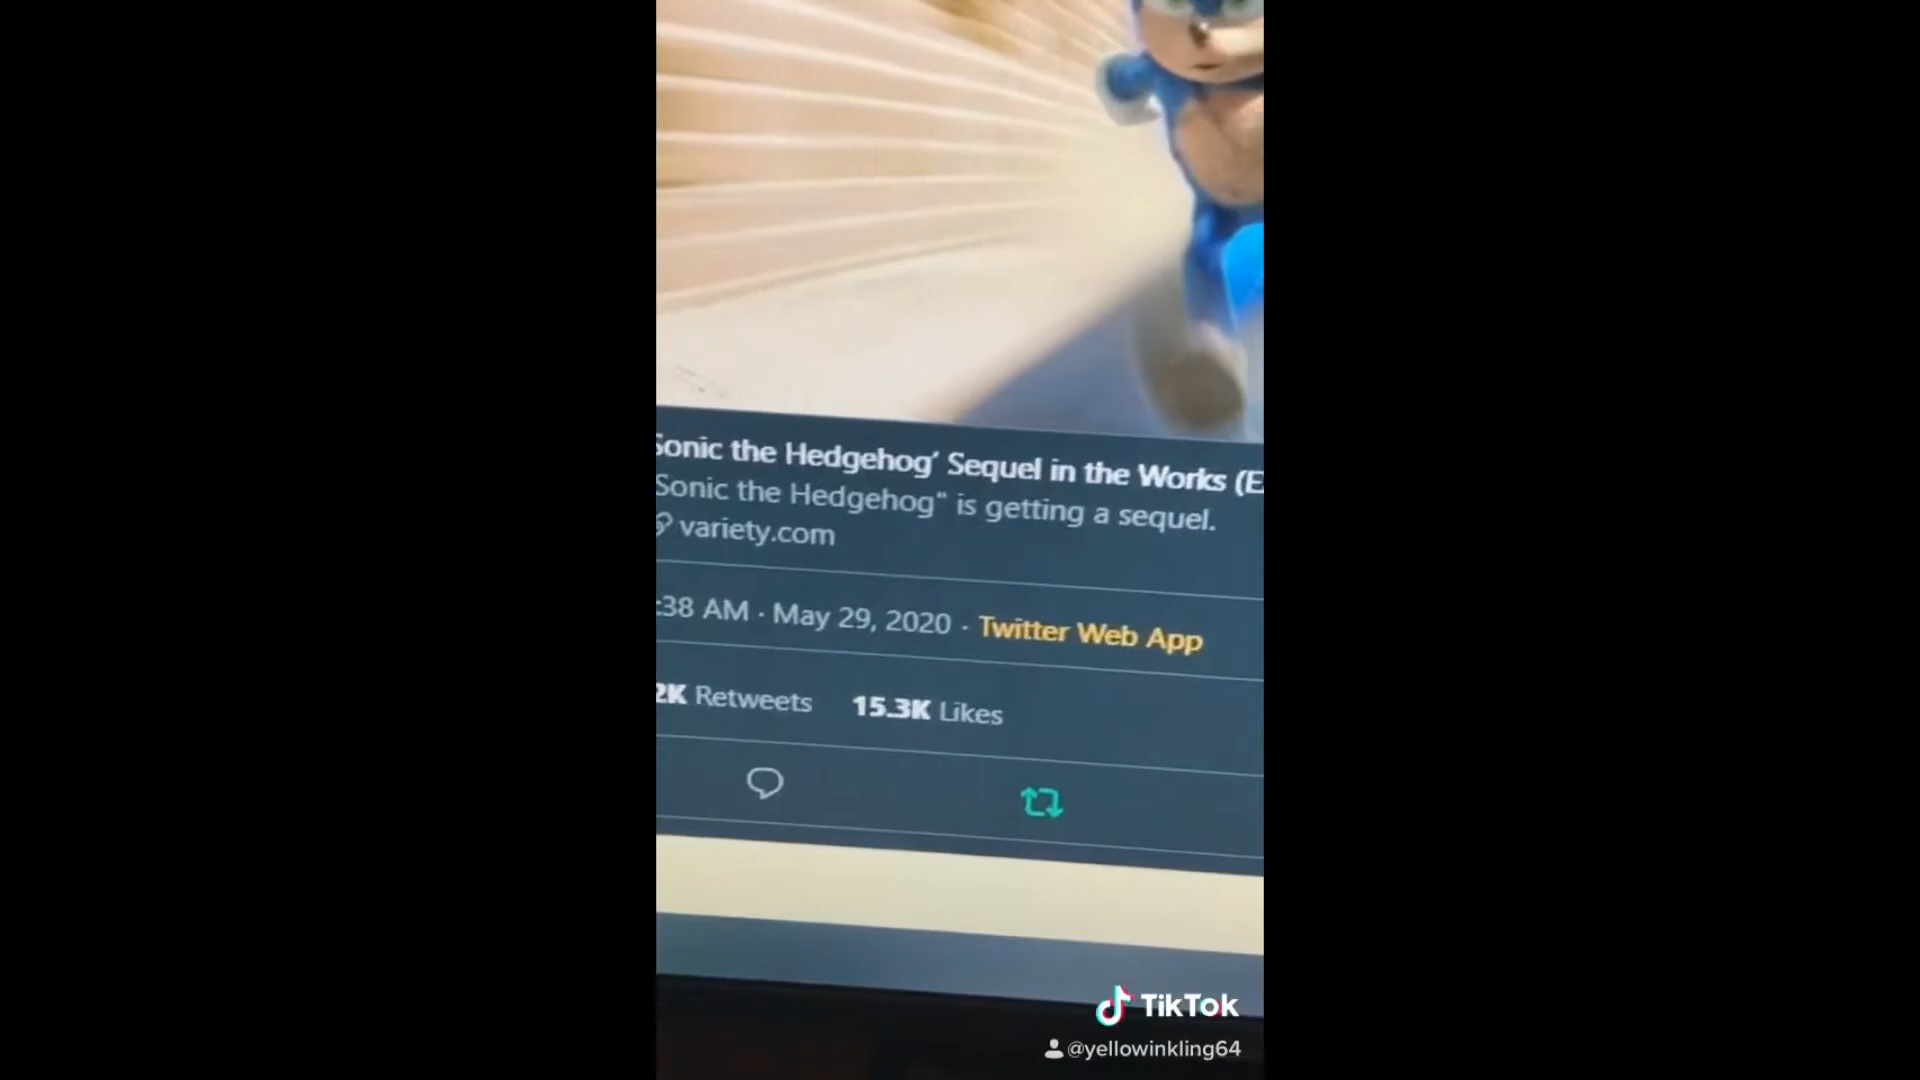 Sonic the Hedgehog’ Sequel in the Works (E
Sonic the Hedgehog" is getting a sequel.
variety.com
:38 AM · May 29, 2020 · Twitter Web App
2K Retweets 15.3K Likes
TikTok
@yellowinkling64